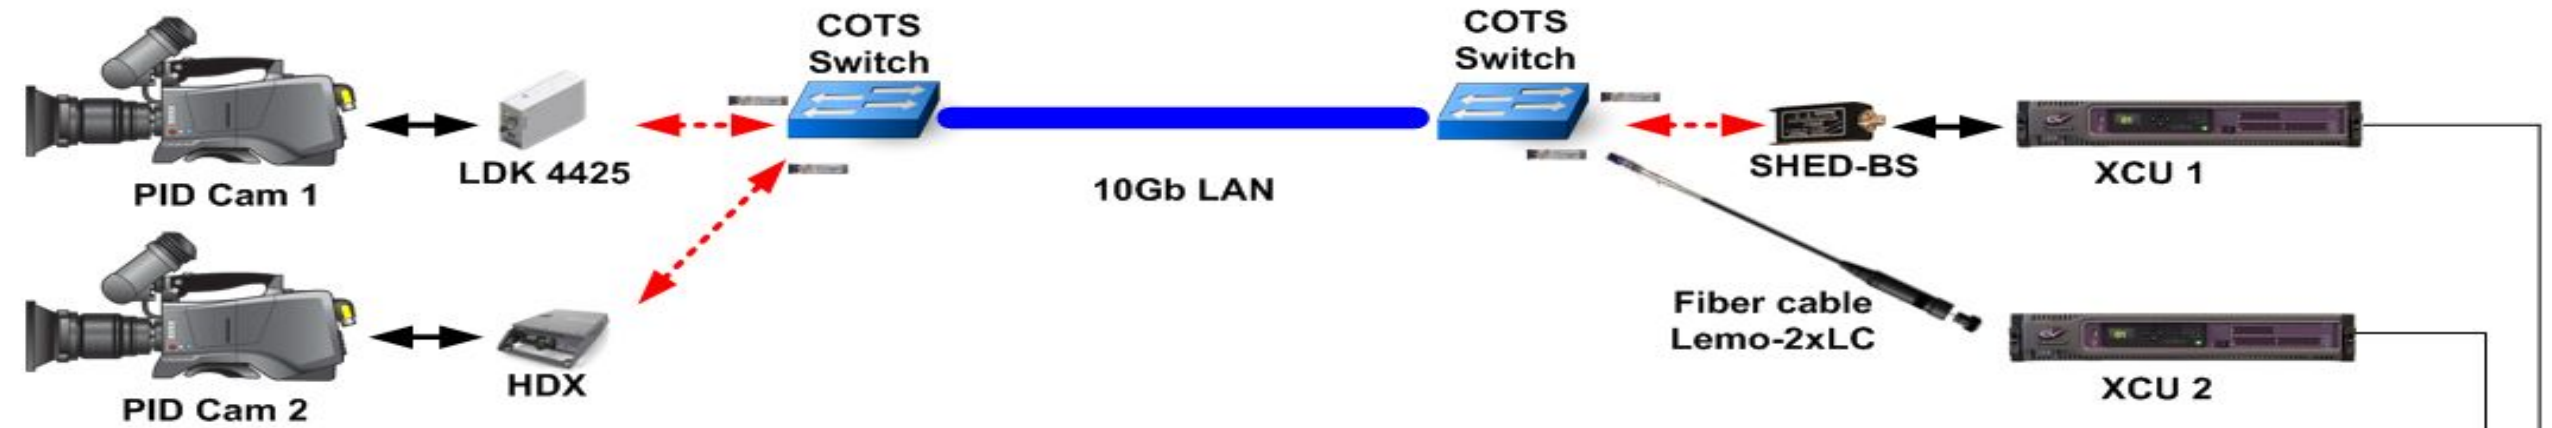 COTS
Switch
COTS
Switch
LDK 4425
SHED-BS
PID Cam 1
10Gb LAN
XCU 1
Fiber cable
Lemo-2xLC
HDX
XCU 2
PID Cam 2